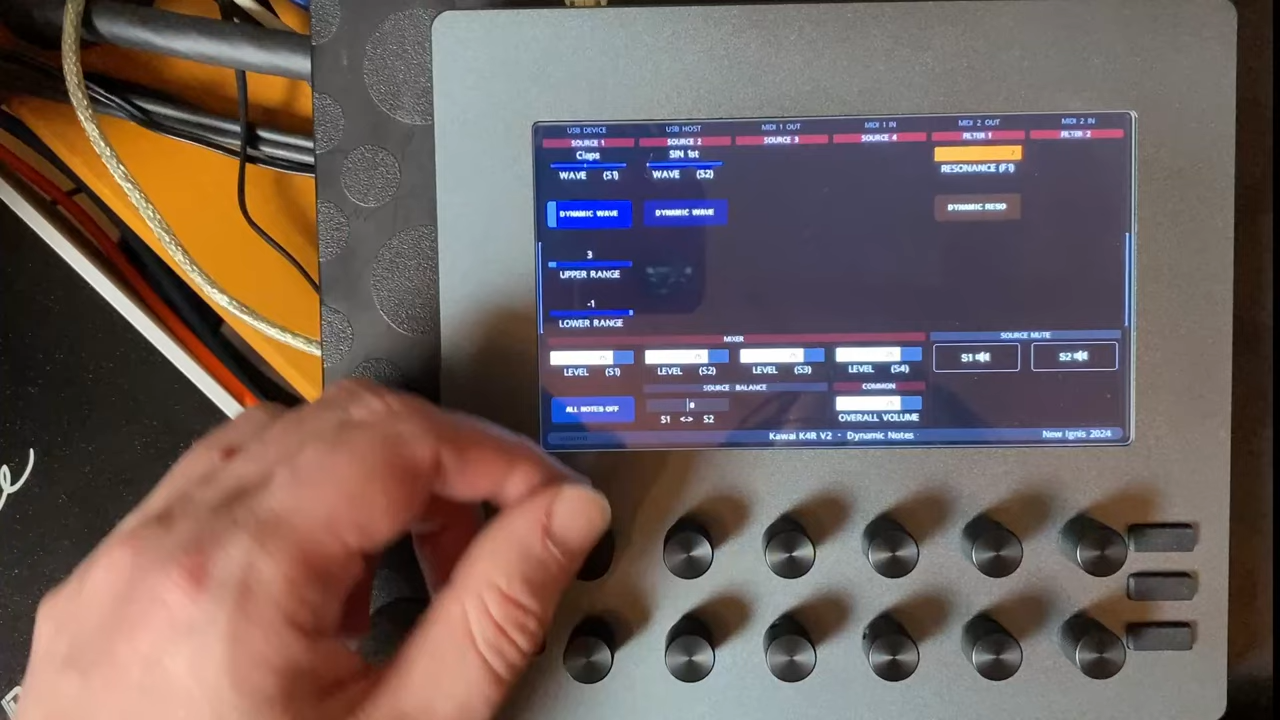 USB DEVICE USB HOST MIDI 1 OUT MIDI 1 IN MIDI 2 OUT MIDI 2 IN
SOURCE 1 SOURCE 2 SOURCE 3 SOURCE 4 FILTER 1 FILTER 2
Claps SIN 1st 7
WAVE (S1) WAVE (S2) RESONANCE (F1)
DYNAMIC WAVE DYNAMIC WAVE DYNAMIC RESO
3
UPPER RANGE
-1
LOWER RANGE
MIXER SOURCE MUTE
S1 S2
LEVEL (S1) LEVEL (S2) LEVEL (S3) LEVEL (S4)
SOURCE BALANCE COMMON
ALL NOTES OFF 0
S1 <-> S2 OVERALL VOLUME
Kawai K4R V2 - Dynamic Notes New Ignis 2024